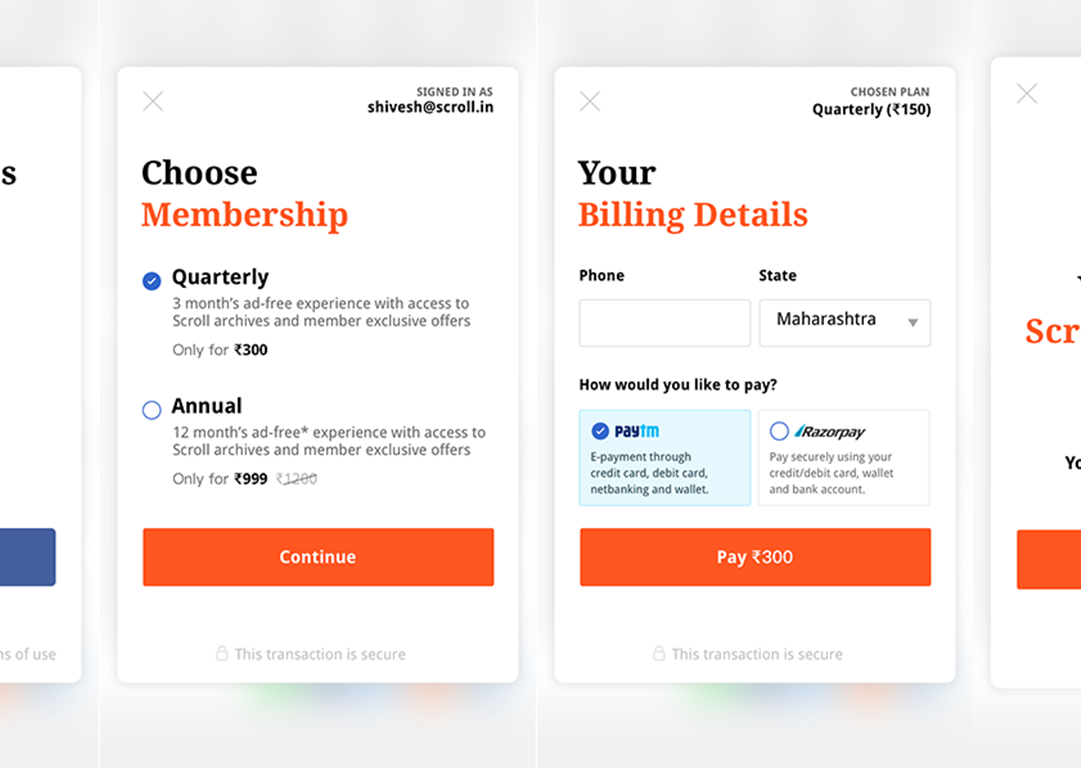 s
ns of use
SIGNED IN AS
shivesh@scroll.in
Choose
Membership
Quarterly
3 month’s ad-free experience with access to
Scroll archives and member exclusive offers
Only for ₹300
Annual
12 month’s ad-free* experience with access to
Scroll archives and member exclusive offers
Only for ₹999 ₹1200
Continue
This transaction is secure
CHOSEN PLAN
Quarterly (₹150)
Your
Billing Details
Phone
State
Maharashtra
How would you like to pay?
paytm
E-payment through
credit card, debit card,
netbanking and wallet.
Razorpay
Pay securely using your
credit/debit card, wallet
and bank account.
Pay ₹300
This transaction is secure
Scr
Yo